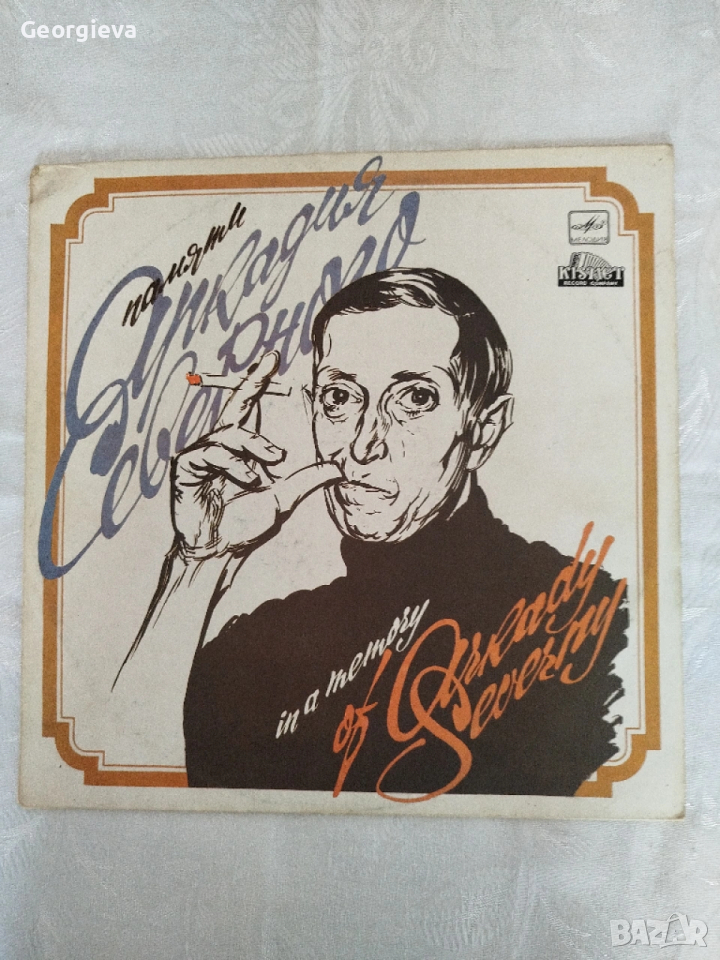 Georgieva
памяти
Аркадия
Северного
МЕЛОДИЯ
KISMET
RECORD COMPANY
in a memory
of Arkady
Severny
BAZAR